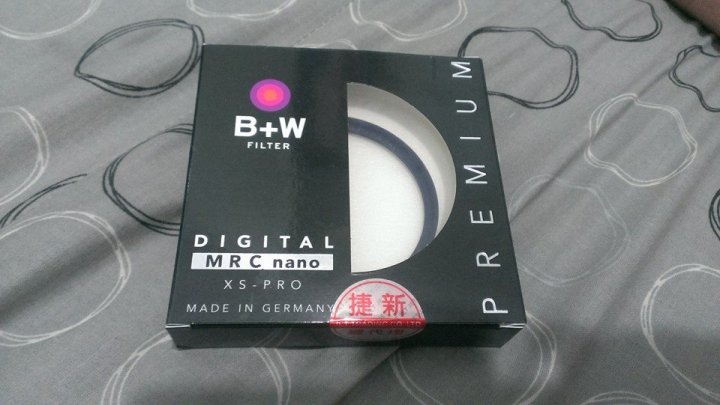 B+W
FILTER
DIGITAL
MRC nano
XS-PRO
MADE IN GERMANY
PREMIUM
捷新